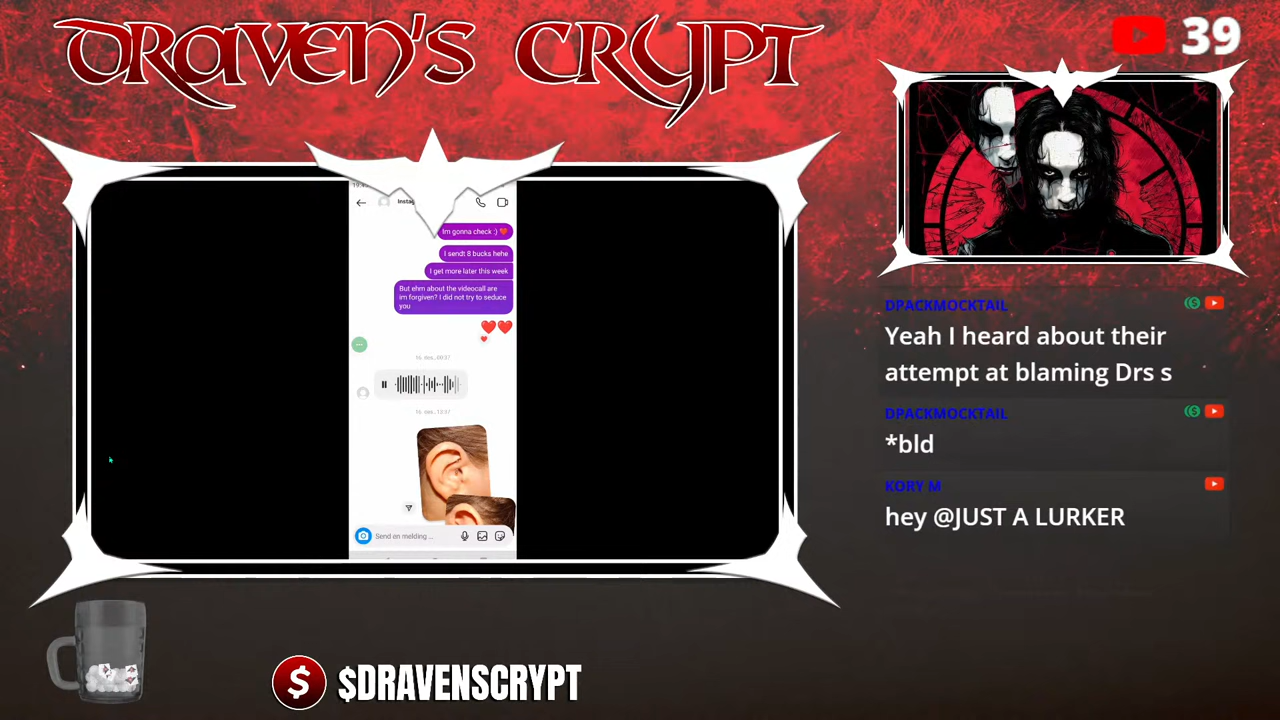 DRAVEN'S CRYPT
39
Im gonna check :) ❤️
I sendt 8 bucks hehe
I get more later this week
But ehm about the videocall are
im forgiven? I did not try to seduce
you
Send en melding ...
DPACKMOCKTAIL
Yeah I heard about their
attempt at blaming Drs s
DPACKMOCKTAIL
*bld
KORY M
hey @JUST A LURKER
$ $DRAVENSCRYPT